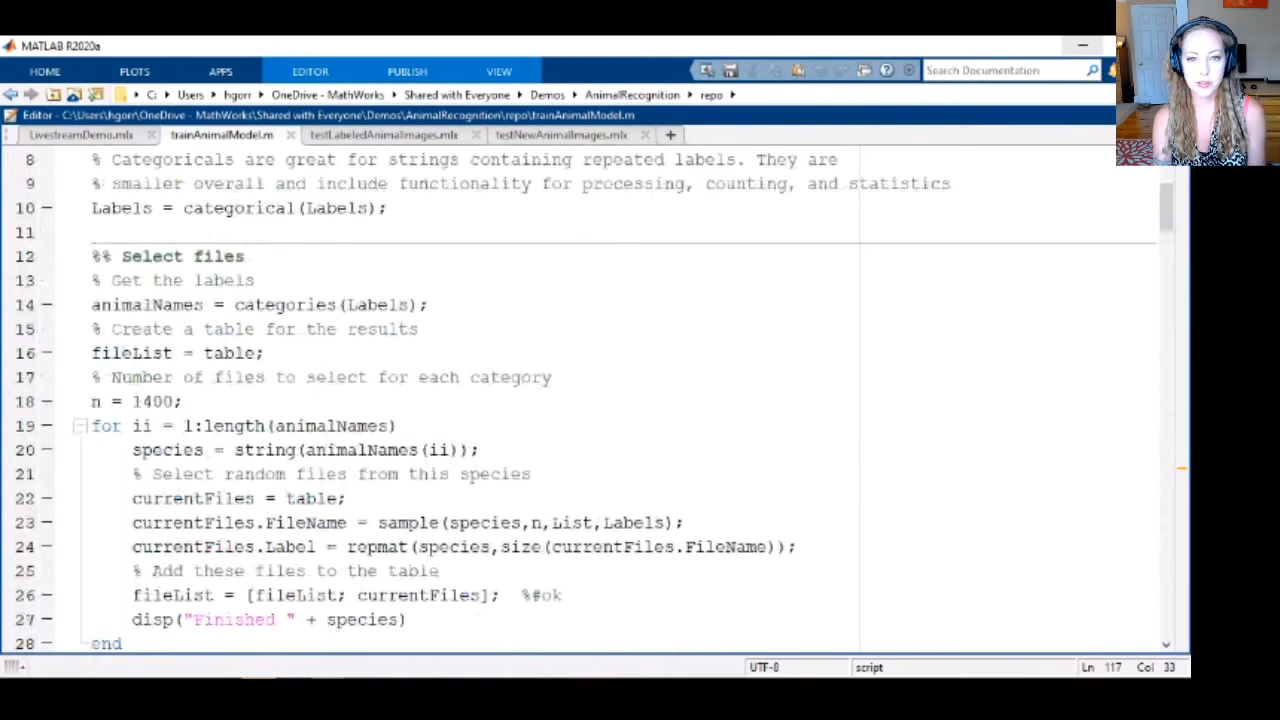 MATLAB R2020a
HOME PLOTS APPS EDITOR PUBLISH VIEW Search Documentation
C: Users hgorr OneDrive - MathWorks Shared with Everyone Demos AnimalRecognition repo
Editor - C:\Users\hgorr\OneDrive - MathWorks\Shared with Everyone\Demos\AnimalRecognition\repo\trainAnimalModel.m
LivestreamDemo.mlx trainAnimalModel.m testLabeledAnimalImages.mlx testNewAnimalImages.mlx
8 % Categoricals are great for strings containing repeated labels. They are
9 % smaller overall and include functionality for processing, counting, and statistics
10 Labels = categorical(Labels);
11
12 %% Select files
13 % Get the labels
14 animalNames = categories(Labels);
15 % Create a table for the results
16 fileList = table;
17 % Number of files to select for each category
18 n = 1400;
19 for ii = 1:length(animalNames)
20 species = string(animalNames(ii));
21 % Select random files from this species
22 currentFiles = table;
23 currentFiles.FileName = sample(species,n,List,Labels);
24 currentFiles.Label = repmat(species,size(currentFiles.FileName));
25 % Add these files to the table
26 fileList = [fileList; currentFiles]; %#ok
27 disp("Finished " + species)
28 end
UTF-8 script Ln 117 Col 33